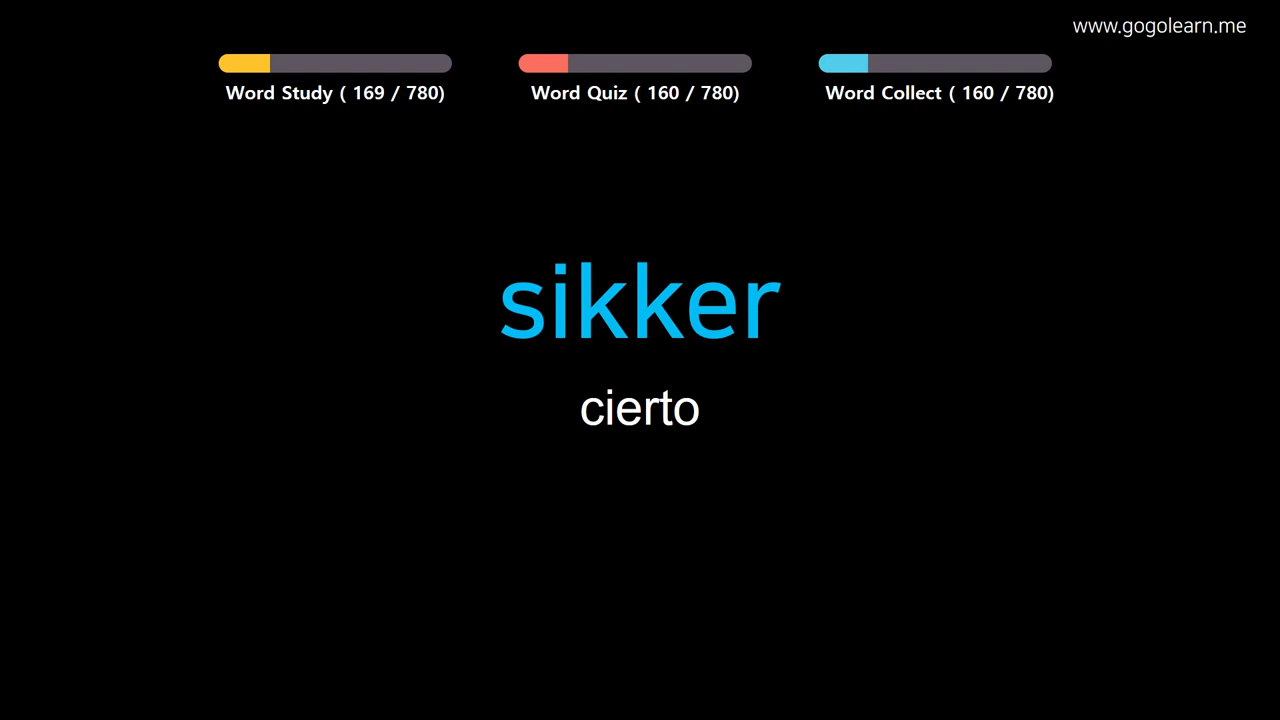 www.gogolearn.me
Word Study ( 169 / 780)
Word Quiz ( 160 / 780)
Word Collect ( 160 / 780)
sikker
cierto